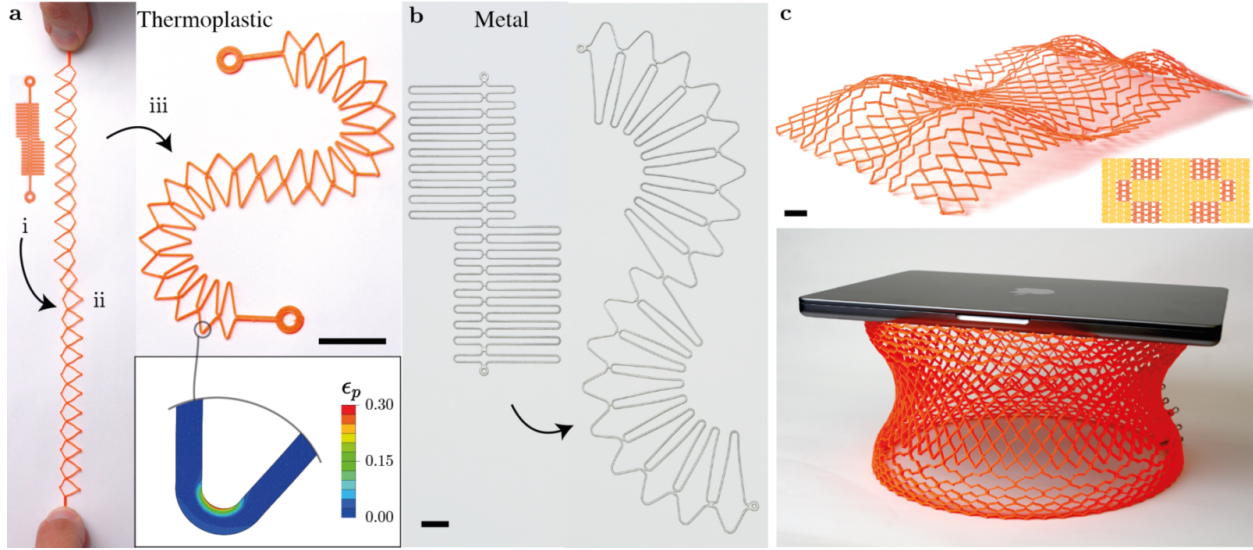 a
Thermoplastic
b
Metal
c
iii
i
ii
ϵp
0.30
0.15
0.00